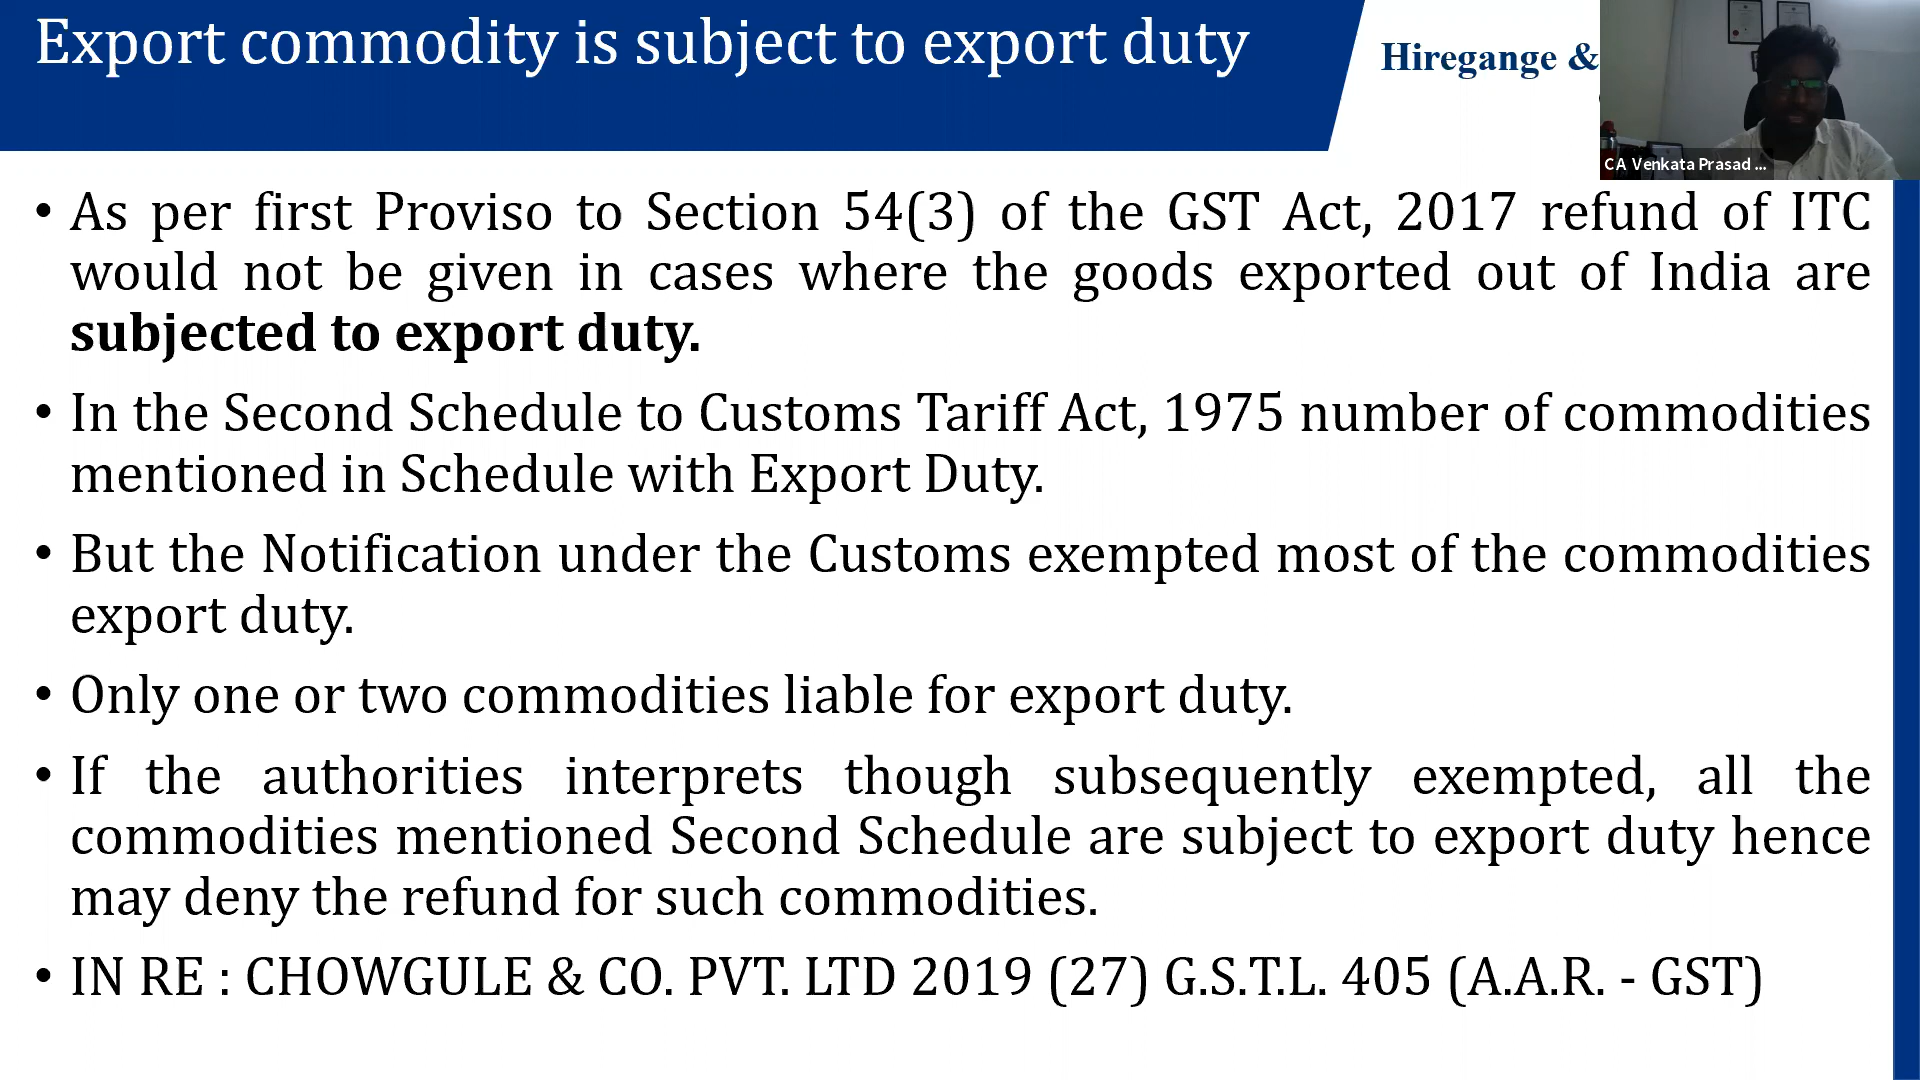 Export commodity is subject to export duty
Hiregange &
CA Venkata Prasad ...
• As per first Proviso to Section 54(3) of the GST Act, 2017 refund of ITC
would not be given in cases where the goods exported out of India are
subjected to export duty.
• In the Second Schedule to Customs Tariff Act, 1975 number of commodities
mentioned in Schedule with Export Duty.
• But the Notification under the Customs exempted most of the commodities
export duty.
• Only one or two commodities liable for export duty.
• If the authorities interprets though subsequently exempted, all the
commodities mentioned Second Schedule are subject to export duty hence
may deny the refund for such commodities.
• IN RE : CHOWGULE & CO. PVT. LTD 2019 (27) G.S.T.L. 405 (A.A.R. - GST)